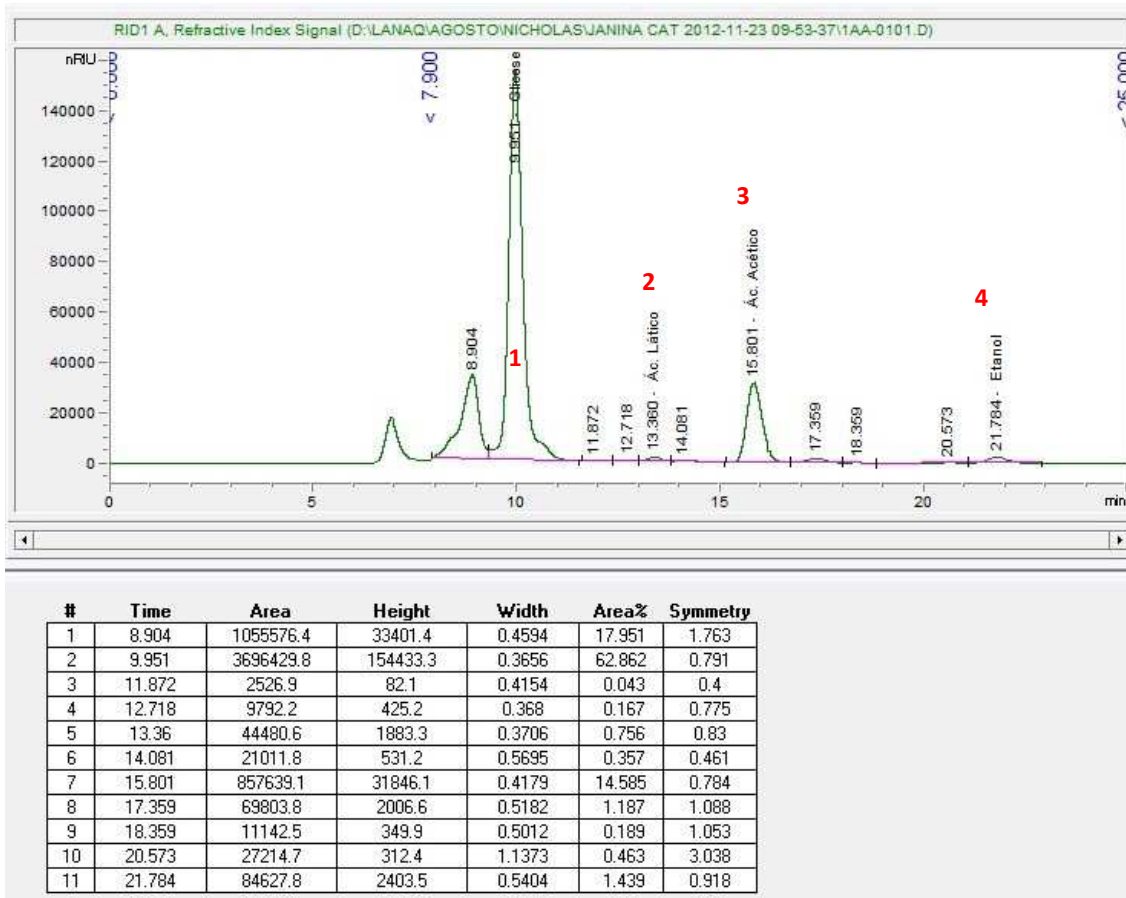 RID1 A, Refractive Index Signal (D:\LANAQ\AGOSTO\NICHOLAS\JANINA CAT 2012-11-23 09-53-37\1AA-0101.D)
nRIU
< 7.900
< 25.000
140000
120000
100000
80000
60000
40000
20000
0
8.904
9.951 - Glicose
11.872
12.718
13.360 - Ác. Lático
14.081
15.801 - Ác. Acético
17.359
18.359
20.573
21.784 - Etanol
1
2
3
4
0 5 10 15 20 min
# Time Area Height Width Area% Symmetry
1 8.904 1055576.4 33401.4 0.4594 17.951 1.763
2 9.951 3696429.8 154433.3 0.3656 62.862 0.791
3 11.872 2526.9 82.1 0.4154 0.043 0.4
4 12.718 9792.2 425.2 0.368 0.167 0.775
5 13.36 44480.6 1883.3 0.3706 0.756 0.83
6 14.081 21011.8 531.2 0.5695 0.357 0.461
7 15.801 857639.1 31846.1 0.4179 14.585 0.784
8 17.359 69803.8 2006.6 0.5182 1.187 1.088
9 18.359 11142.5 349.9 0.5012 0.189 1.053
10 20.573 27214.7 312.4 1.1373 0.463 3.038
11 21.784 84627.8 2403.5 0.5404 1.439 0.918